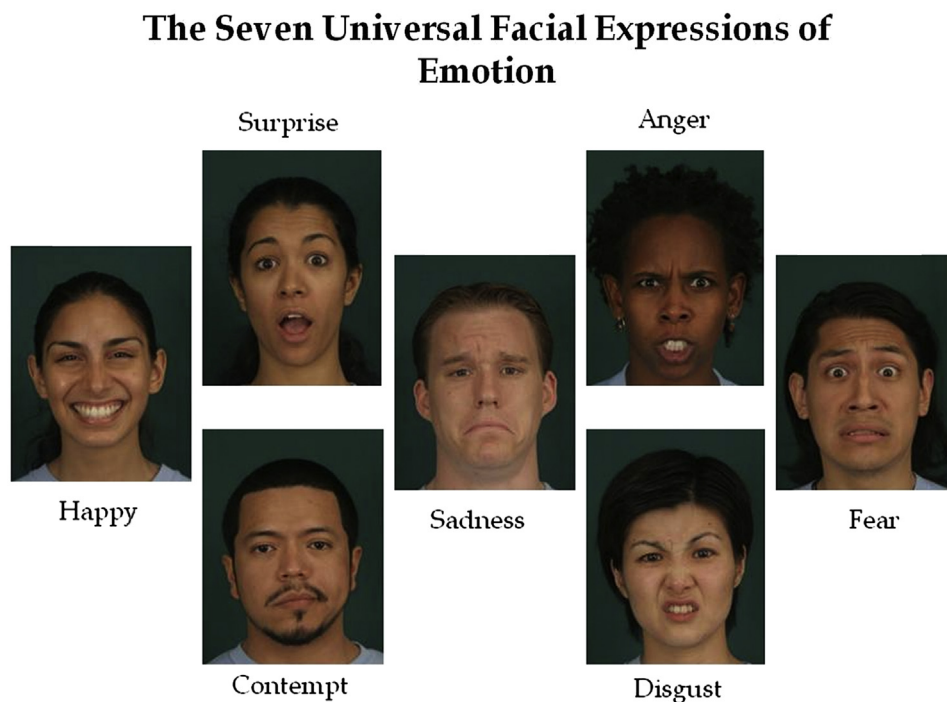 The Seven Universal Facial Expressions of
Emotion
Surprise
Anger
Happy
Sadness
Fear
Contempt
Disgust